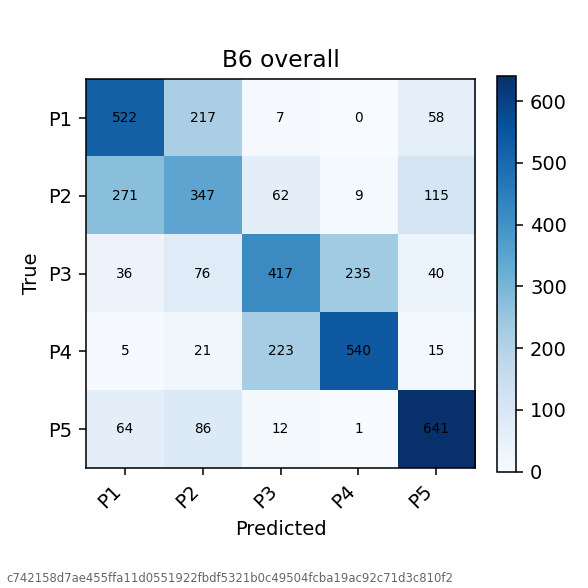 B6 overall
P1 522 217 7 0 58
P2 271 347 62 9 115
P3 36 76 417 235 40
P4 5 21 223 540 15
P5 64 86 12 1 641
True
P1 P2 P3 P4 P5
Predicted
600
500
400
300
200
100
0
c742158d7ae455ffa11d0551922fbdf5321b0c49504fcba19ac92c71d3c810f2